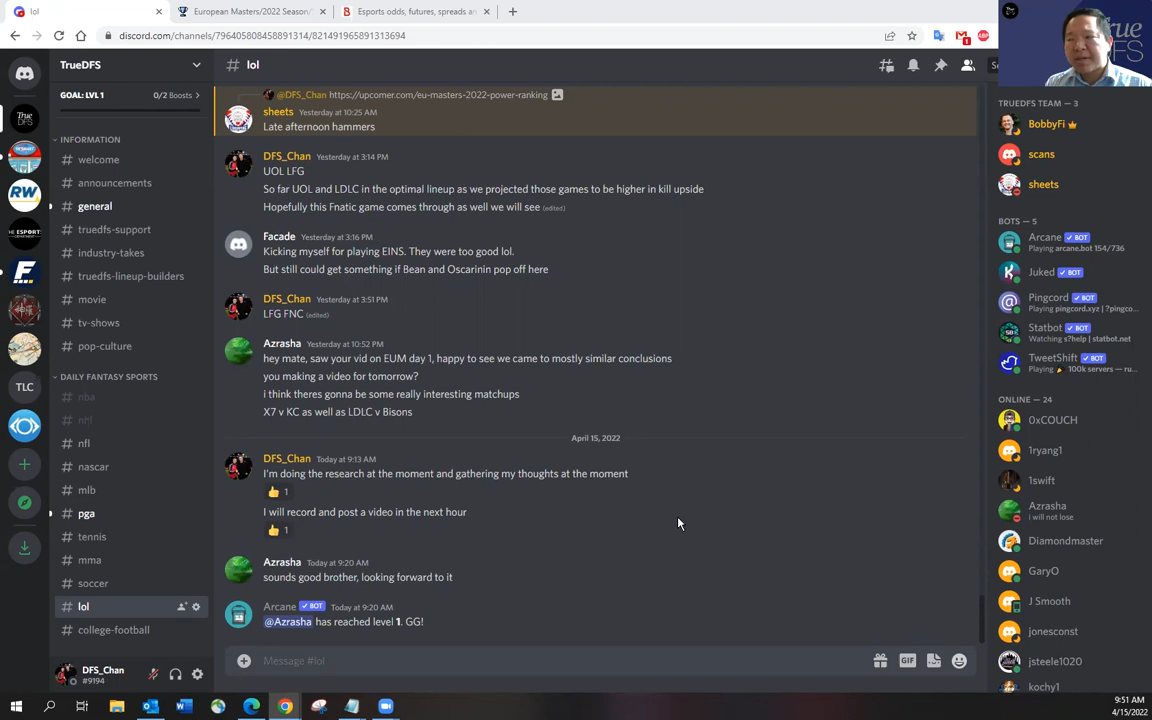 lol
European Masters/2022 Season/
Esports odds, futures, spreads a
discord.com/channels/796405808458891314/821491965891313694
TrueDFS
# lol
GOAL: LVL 1
0/2 Boosts >
INFORMATION
# welcome
# announcements
# general
# truedfs-support
# industry-takes
# truedfs-lineup-builders
# movie
# tv-shows
# pop-culture
DAILY FANTASY SPORTS
# nba
# nhl
# nfl
# nascar
# mlb
# pga
# tennis
# mma
# soccer
# lol
# college-football
DFS_Chan
#9194
True
DFS
RW
THE ESPORTS
TLC
@DFS_Chan https://upcomer.com/eu-masters-2022-power-ranking
sheets Yesterday at 10:25 AM
Late afternoon hammers
DFS_Chan Yesterday at 3:14 PM
UOL LFG
So far UOL and LDLC in the optimal lineup as we projected those games to be higher in kill upside
Hopefully this Fnatic game comes through as well we will see (edited)
Facade Yesterday at 3:16 PM
Kicking myself for playing EINS. They were too good lol.
But still could get something if Bean and Oscarinin pop off here
DFS_Chan Yesterday at 3:51 PM
LFG FNC (edited)
Azrasha Yesterday at 10:52 PM
hey mate, saw your vid on EUM day 1, happy to see we came to mostly similar conclusions
you making a video for tomorrow?
i think theres gonna be some really interesting matchups
X7 v KC as well as LDLC v Bisons
April 15, 2022
DFS_Chan Today at 9:13 AM
I'm doing the research at the moment and gathering my thoughts at the moment
1
I will record and post a video in the next hour
1
Azrasha Today at 9:20 AM
sounds good brother, looking forward to it
Arcane BOT Today at 9:20 AM
@Azrasha has reached level 1. GG!
Message #lol
GIF
True
DFS
TRUEDFS TEAM — 3
BobbyFi
scans
sheets
BOTS — 5
Arcane BOT
Playing arcane.bot 154/736
Juked BOT
Pingcord BOT
Playing pingcord.xyz | ?pingco...
Statbot BOT
Watching s?help | statbot.net
TweetShift BOT
Playing 100k servers — ru...
ONLINE — 24
0xCOUCH
1ryang1
1swift
Azrasha
i will not lose
Diamondmaster
GaryO
J Smooth
jonesconst
jsteele1020
kochy1
9:51 AM
4/15/2022